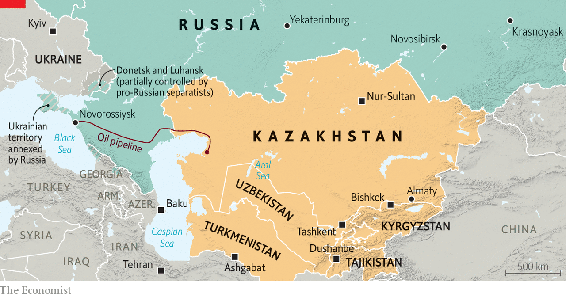 RUSSIA
Yekaterinburg
Novosibirsk
Krasnoyask
Kyiv
UKRAINE
Donetsk and Luhansk
(partially controlled by
pro-Russian separatists)
Nur-Sultan
Novorossiysk
Ukrainian
territory
annexed
by Russia
Black
Sea
Oil pipeline
KAZAKHSTAN
Aral
Sea
GEORGIA
TURKEY
ARM.
AZER.
Baku
UZBEKISTAN
Bishkek
Almaty
KYRGYZSTAN
CHINA
SYRIA
IRAQ
IRAN
Caspian
Sea
TURKMENISTAN
Tashkent
Dushanbe
TAJIKISTAN
Tehran
Ashgabat
500 km
The Economist